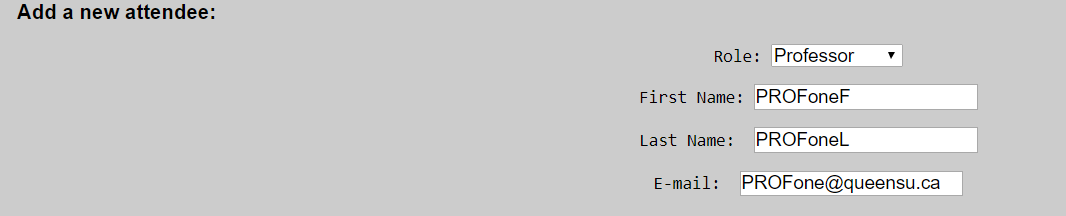 Add a new attendee:
Role: Professor
First Name: PROFoneF
Last Name: PROFoneL
E-mail: PROFone@queensu.ca